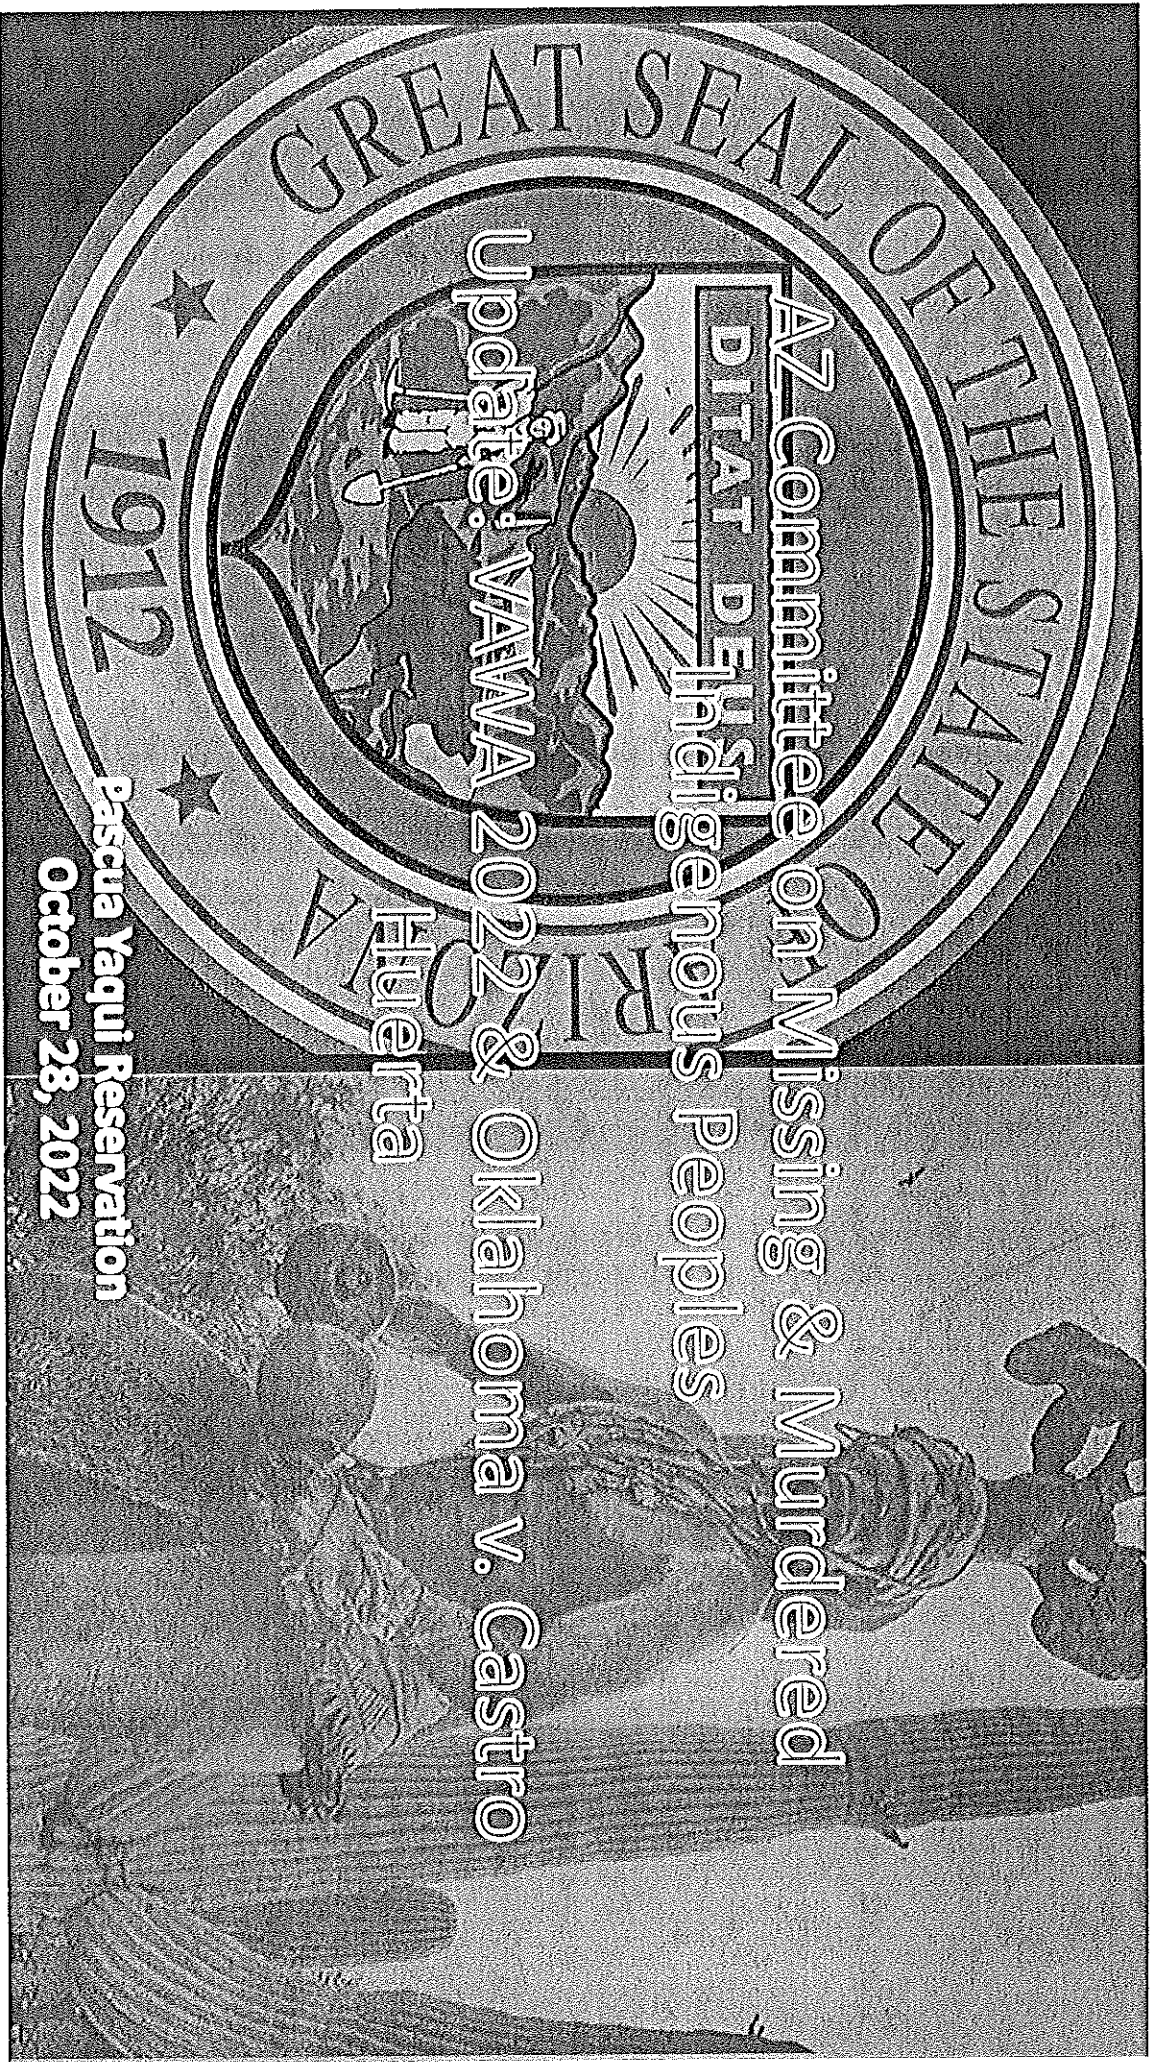 AZ Committee on Missing & Murdered
Indigenous Peoples
Update: VAWA 2022 & Oklahoma v. Castro
Huerta
Pascua Yaqui Reservation
October 28, 2022
GREAT SEAL OF THE STATE OF ARIZONA
DITAT DEUS
1912